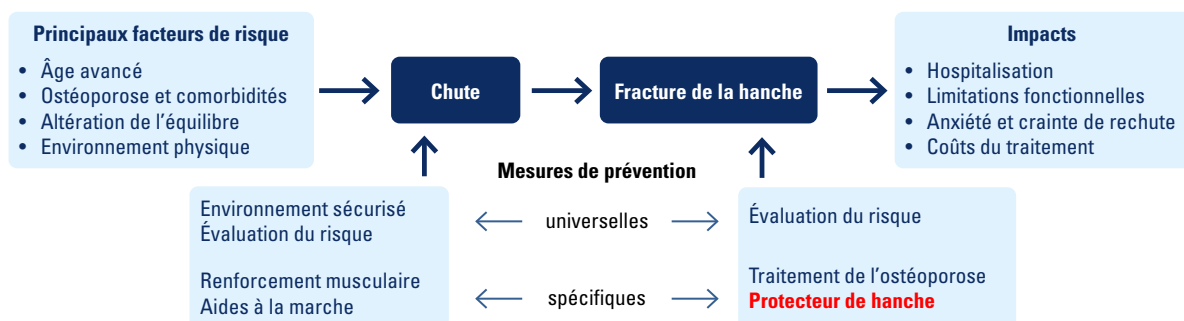 Principaux facteurs de risque
• Âge avancé
• Ostéoporose et comorbidités
• Altération de l'équilibre
• Environnement physique
Chute
Fracture de la hanche
Impacts
• Hospitalisation
• Limitations fonctionnelles
• Anxiété et crainte de rechute
• Coûts du traitement
Mesures de prévention
Environnement sécurisé
Évaluation du risque
universelles
Évaluation du risque
Renforcement musculaire
Aides à la marche
spécifiques
Traitement de l'ostéoporose
Protecteur de hanche